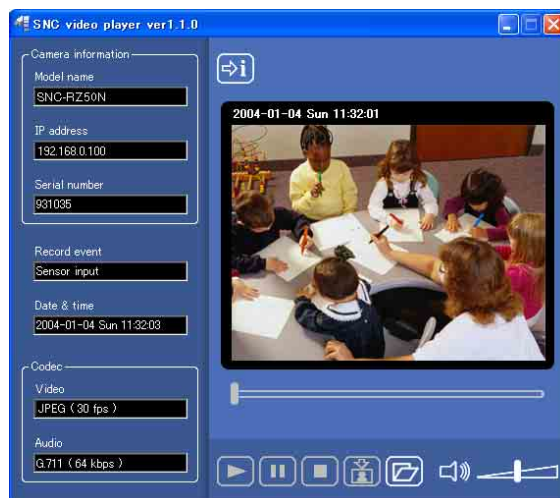 SNC video player ver1.1.0
Camera information
Model name
SNC-RZ50N
IP address
192.168.0.100
Serial number
931035
Record event
Sensor input
Date & time
2004-01-04 Sun 11:32:03
Codec
Video
JPEG ( 30 fps )
Audio
G.711 ( 64 kbps )
i
2004-01-04 Sun 11:32:01